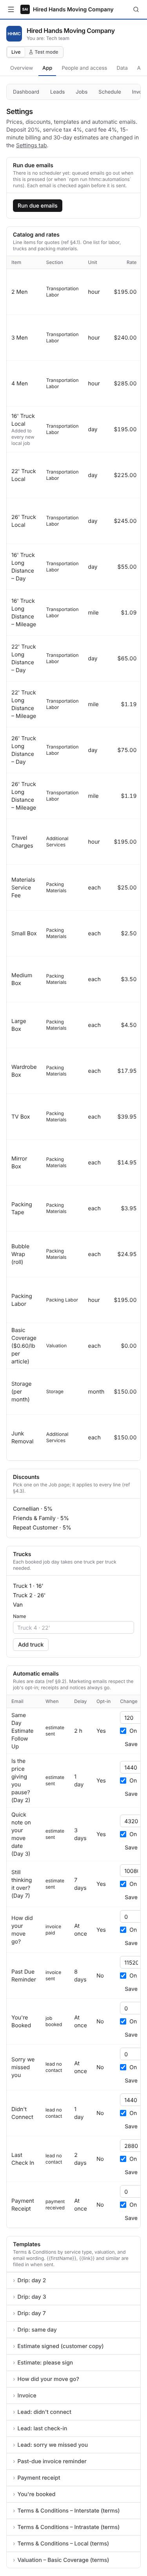 SM
Hired Hands Moving Company
HHMC
Hired Hands Moving Company
You are: Tech team
Live
Test mode
Overview
App
People and access
Data
A
Dashboard
Leads
Jobs
Schedule
Settings
Prices, discounts, templates and automatic emails.
Deposit 20%, service tax 4%, card fee 4%, 15-
minute billing and 30-day estimates are changed in
the Settings tab.
Run due emails
There is no scheduler yet: queued emails go out when
this is pressed (or when `npm run hhmc:automations`
runs). Each email is checked again before it is sent.
Run due emails
Catalog and rates
Line items for quotes (ref §4.1). One list for labor,
trucks and packing materials.
Item
Section
Unit
Rate
2 Men
Transportation
Labor
hour
$195.00
3 Men
Transportation
Labor
hour
$240.00
4 Men
Transportation
Labor
hour
$285.00
16' Truck
Local
Added to
every new
local job
Transportation
Labor
day
$195.00
22' Truck
Local
Transportation
Labor
day
$225.00
26' Truck
Local
Transportation
Labor
day
$245.00
16' Truck
Long
Distance
– Day
Transportation
Labor
day
$55.00
16' Truck
Long
Distance
– Mileage
Transportation
Labor
mile
$1.09
22' Truck
Long
Distance
– Day
Transportation
Labor
day
$65.00
22' Truck
Long
Distance
– Mileage
Transportation
Labor
mile
$1.19
26' Truck
Long
Distance
– Day
Transportation
Labor
day
$75.00
26' Truck
Long
Distance
– Mileage
Transportation
Labor
mile
$1.19
Travel
Charges
Additional
Services
hour
$195.00
Materials
Service
Fee
Packing
Materials
each
$25.00
Small Box
Packing
Materials
each
$2.50
Medium
Box
Packing
Materials
each
$3.50
Large
Box
Packing
Materials
each
$4.50
Wardrobe
Box
Packing
Materials
each
$17.95
TV Box
Packing
Materials
each
$39.95
Mirror
Box
Packing
Materials
each
$14.95
Packing
Tape
Packing
Materials
each
$3.95
Bubble
Wrap
(roll)
Packing
Materials
each
$24.95
Packing
Labor
Packing Labor
hour
$195.00
Basic
Coverage
($0.60/lb
per
article)
Valuation
each
$0.00
Storage
(per
month)
Storage
month
$150.00
Junk
Removal
Additional
Services
each
$150.00
Discounts
Pick one on the Job page; it applies to every line (ref
§4.3).
Cornellian · 5%
Friends & Family · 5%
Repeat Customer · 5%
Trucks
Each booked job day takes one truck per truck
needed.
Truck 1 · 16'
Truck 2 · 26'
Van
Name
Truck 4 · 22'
Add truck
Automatic emails
Rules are data (ref §8.2). Marketing emails respect the
job's opt-in; receipts and notices always go.
Email
When
Delay
Opt-in
Change
Same
Day
Estimate
Follow
Up
estimate
sent
2 h
Yes
120
On
Save
Is the
price
giving
you
pause?
(Day 2)
estimate
sent
1
day
Yes
1440
On
Save
Quick
note on
your
move
date
(Day 3)
estimate
sent
3
days
Yes
4320
On
Save
Still
thinking
it over?
(Day 7)
estimate
sent
7
days
Yes
On
Save
How did
your
move
go?
invoice
paid
At
once
Yes
0
On
Save
Past Due
Reminder
invoice
sent
8
days
No
On
Save
You're
Booked
job
booked
At
once
No
0
On
Save
Sorry we
missed
you
lead no
contact
At
once
No
0
On
Save
Didn't
Connect
lead no
contact
1
day
No
1440
On
Save
Last
Check In
lead no
contact
2
days
No
2880
On
Save
Payment
Receipt
payment
received
At
once
No
0
On
Save
Templates
Terms & Conditions by service type, valuation, and
email wording. {{firstName}}, {{link}} and similar are
filled in when sent.
Drip: day 2
Drip: day 3
Drip: day 7
Drip: same day
Estimate signed (customer copy)
Estimate: please sign
How did your move go?
Invoice
Lead: didn't connect
Lead: last check-in
Lead: sorry we missed you
Past-due invoice reminder
Payment receipt
You're booked
Terms & Conditions – Interstate (terms)
Terms & Conditions – Intrastate (terms)
Terms & Conditions – Local (terms)
Valuation – Basic Coverage (terms)